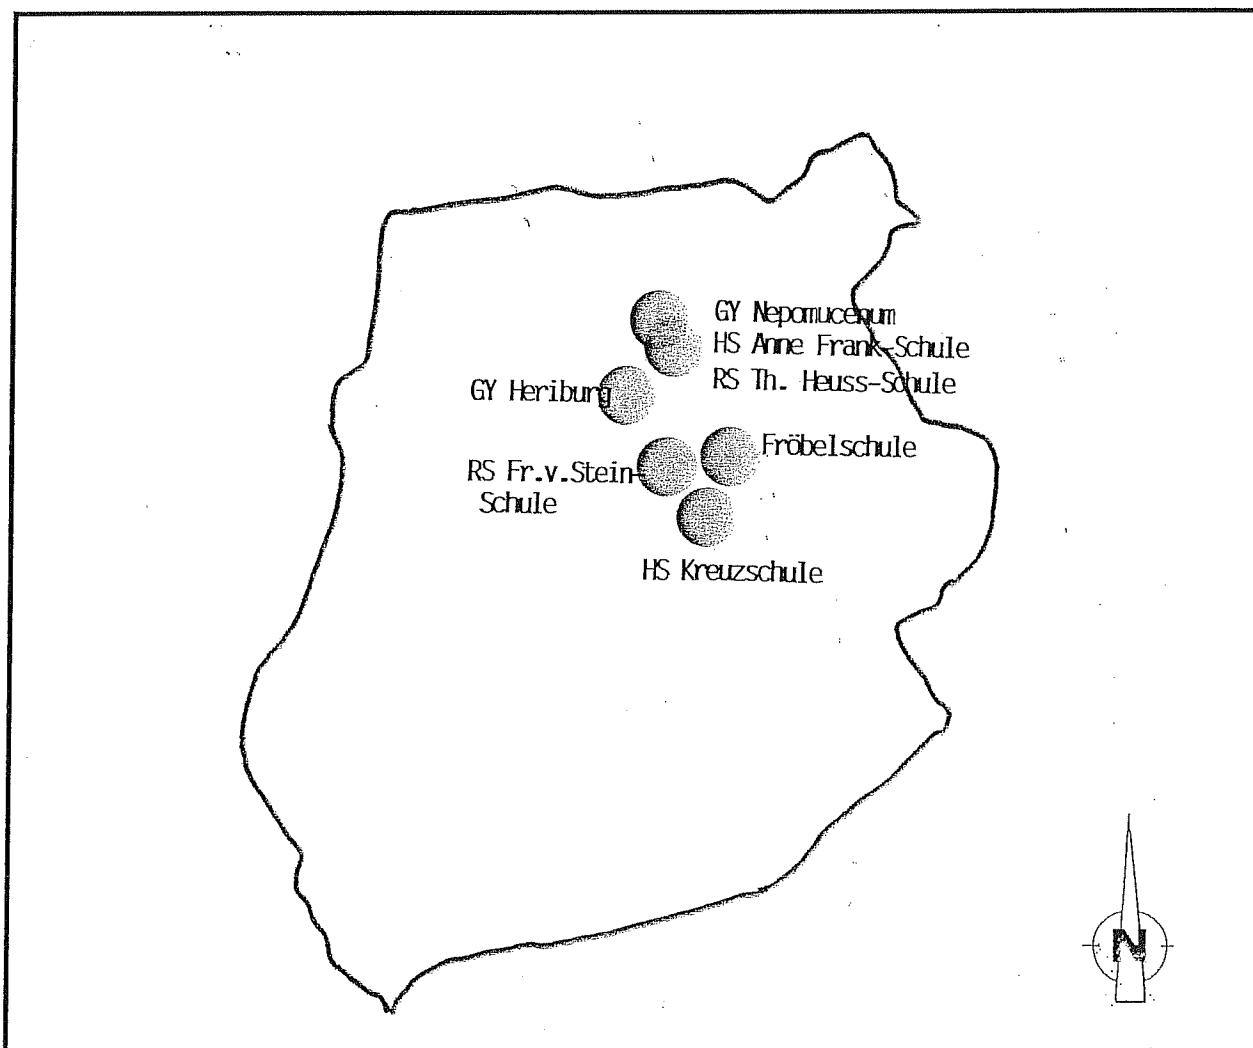 GY Nepomucenum
HS Anne Frank-Schule
RS Th. Heuss-Schule
GY Heriburg
Fröbelschule
RS Fr.v.Stein-
Schule
HS Kreuzschule
N